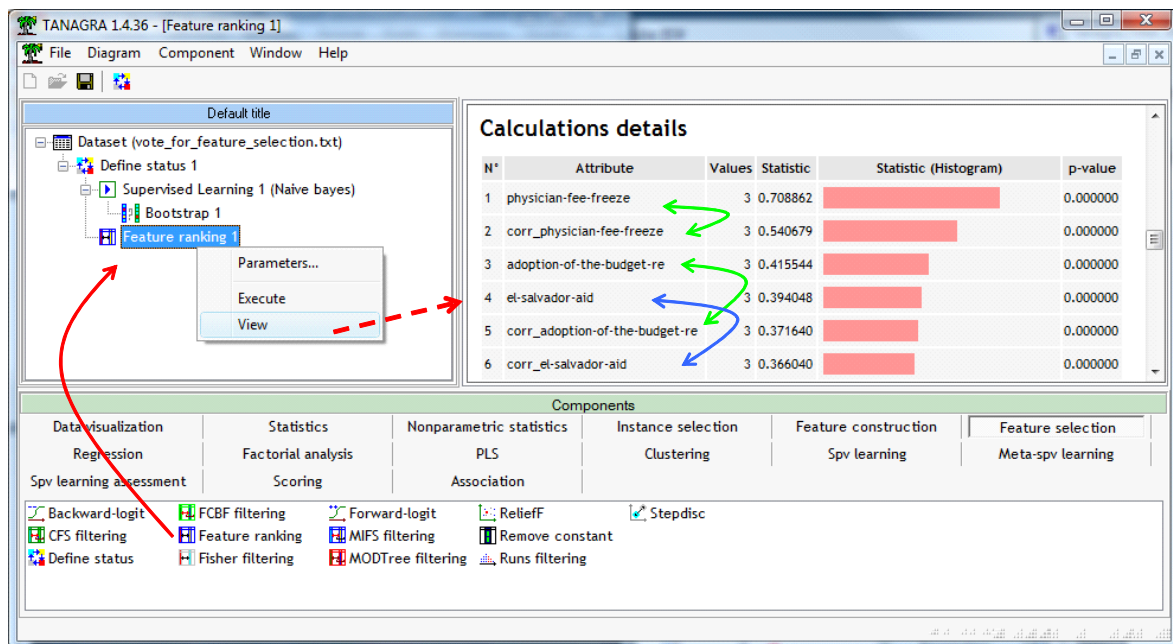 TANAGRA 1.4.36 - [Feature ranking 1]
File Diagram Component Window Help
Default title
Dataset (vote_for_feature_selection.txt)
Define status 1
Supervised Learning 1 (Naive bayes)
Bootstrap 1
Feature ranking 1
Parameters...
Execute
View
Calculations details
N° Attribute Values Statistic Statistic (Histogram) p-value
1 physician-fee-freeze 3 0.708862 0.000000
2 corr_physician-fee-freeze 3 0.540679 0.000000
3 adoption-of-the-budget-re 3 0.415544 0.000000
4 el-salvador-aid 3 0.394048 0.000000
5 corr_adoption-of-the-budget-re 3 0.371640 0.000000
6 corr_el-salvador-aid 3 0.366040 0.000000
Components
Data visualization Statistics Nonparametric statistics Instance selection Feature construction Feature selection
Regression Factorial analysis PLS Clustering Spv learning Meta-spv learning
Spv learning assessment Scoring Association
Backward-logit FCBF filtering Forward-logit ReliefF Stepdisc
CFS filtering Feature ranking MIFS filtering Remove constant
Define status Fisher filtering MODTree filtering Runs filtering